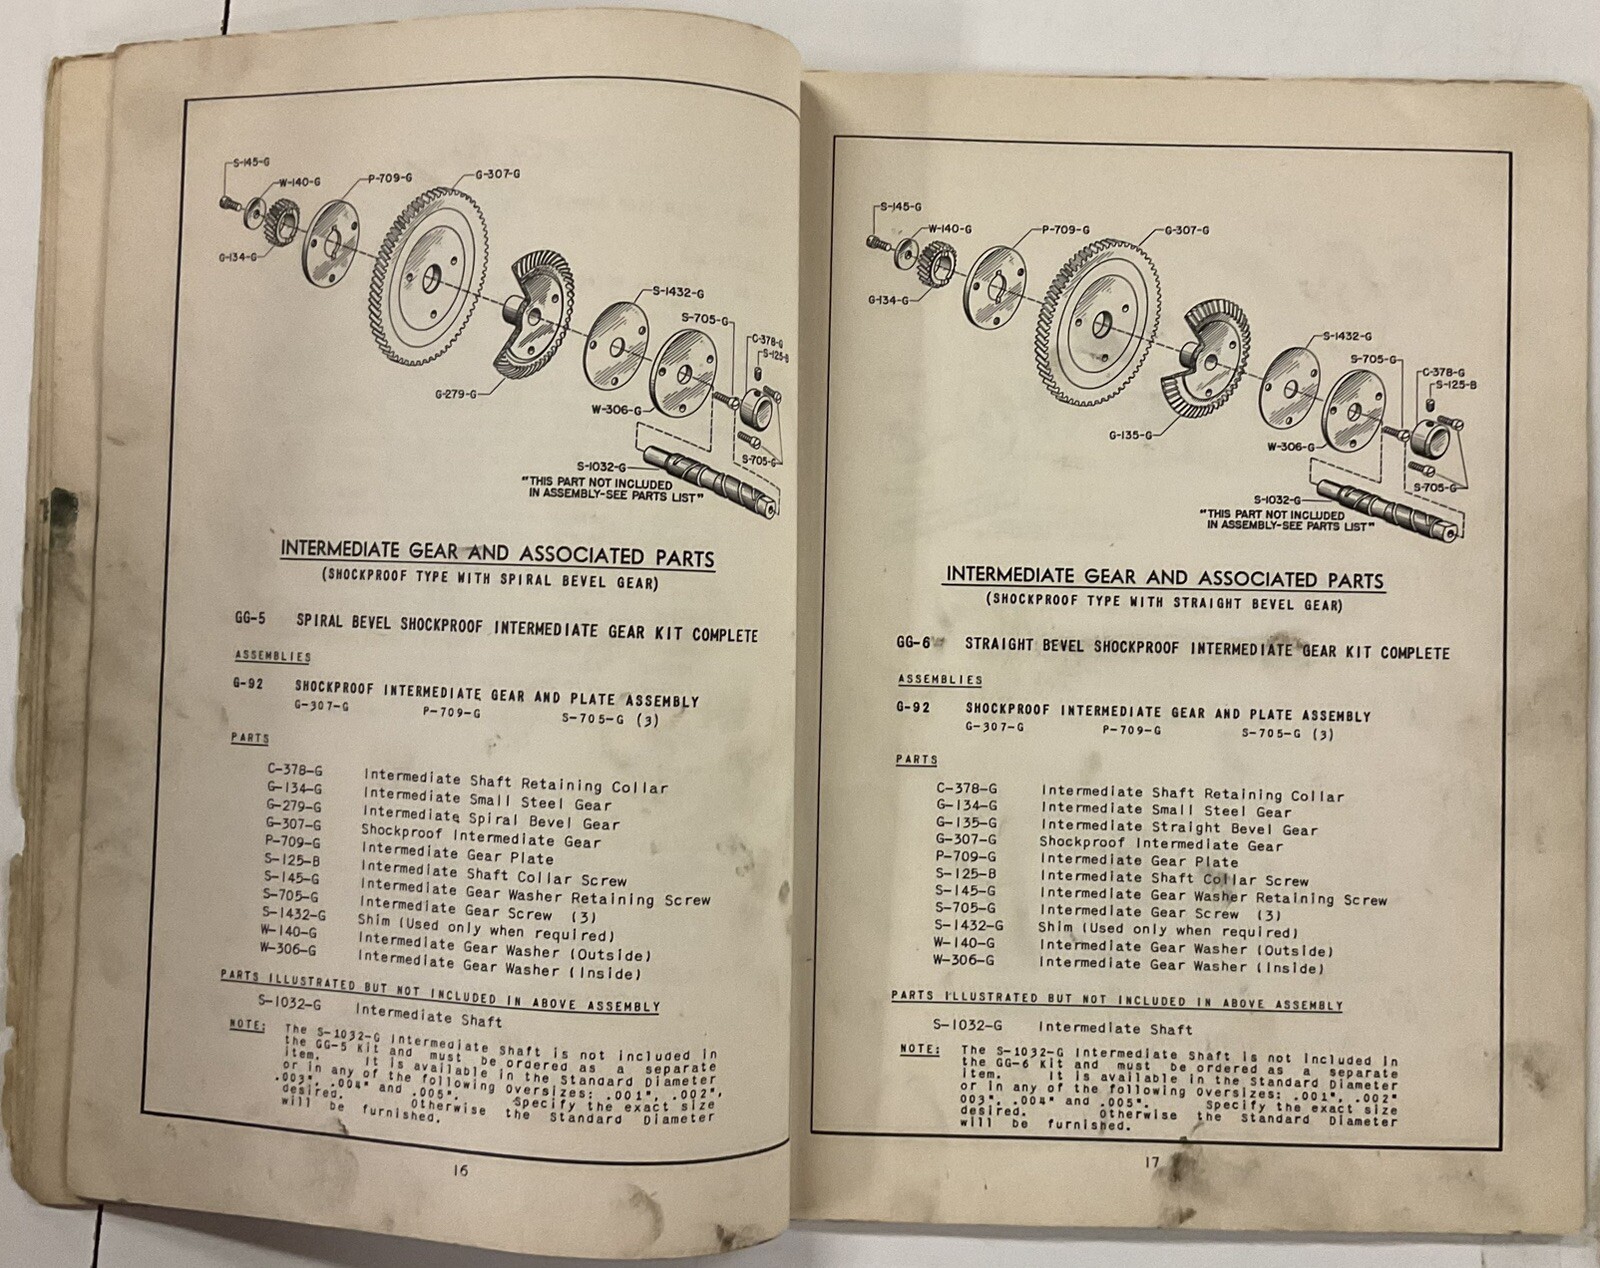 S-145-G
W-140-G
P-709-G
G-307-G
G-134-G
S-1432-G
S-705-G
C-378-G
S-125-B
G-279-G
W-306-G
S-705-G
S-1032-G
"THIS PART NOT INCLUDED
IN ASSEMBLY-SEE PARTS LIST"
INTERMEDIATE GEAR AND ASSOCIATED PARTS
(SHOCKPROOF TYPE WITH SPIRAL BEVEL GEAR)
GG-5 SPIRAL BEVEL SHOCKPROOF INTERMEDIATE GEAR KIT COMPLETE
ASSEMBLIES
G-92 SHOCKPROOF INTERMEDIATE GEAR AND PLATE ASSEMBLY
G-307-G P-709-G S-705-G (3)
PARTS
C-378-G Intermediate Shaft Retaining Collar
G-134-G Intermediate Small Steel Gear
G-279-G Intermediate Spiral Bevel Gear
G-307-G Shockproof Intermediate Gear
P-709-G Intermediate Gear Plate
S-125-B Intermediate Shaft Collar Screw
S-145-G Intermediate Gear Washer Retaining Screw
S-705-G Intermediate Gear Screw (3)
S-1432-G Shim (Used only when required)
W-140-G Intermediate Gear Washer (Outside)
W-306-G Intermediate Gear Washer (Inside)
PARTS ILLUSTRATED BUT NOT INCLUDED IN ABOVE ASSEMBLY
S-1032-G Intermediate Shaft
NOTE: The S-1032-G Intermediate Shaft is not included in
the GG-5 Kit and must be ordered as a separate
item. It is available in the Standard Diameter
or in any of the following oversizes: .001", .002",
.003", .004" and .005". Specify the exact size
desired. Otherwise the Standard Diameter
will be furnished.
16
S-145-G
W-140-G
P-709-G
G-307-G
G-134-G
S-1432-G
S-705-G
C-378-G
S-125-B
G-135-G
W-306-G
S-705-G
S-1032-G
"THIS PART NOT INCLUDED
IN ASSEMBLY-SEE PARTS LIST"
INTERMEDIATE GEAR AND ASSOCIATED PARTS
(SHOCKPROOF TYPE WITH STRAIGHT BEVEL GEAR)
GG-6 STRAIGHT BEVEL SHOCKPROOF INTERMEDIATE GEAR KIT COMPLETE
ASSEMBLIES
G-92 SHOCKPROOF INTERMEDIATE GEAR AND PLATE ASSEMBLY
G-307-G P-709-G S-705-G (3)
PARTS
C-378-G Intermediate Shaft Retaining Collar
G-134-G Intermediate Small Steel Gear
G-135-G Intermediate Straight Bevel Gear
G-307-G Shockproof Intermediate Gear
P-709-G Intermediate Gear Plate
S-125-B Intermediate Shaft Collar Screw
S-145-G Intermediate Gear Washer Retaining Screw
S-705-G Intermediate Gear Screw (3)
S-1432-G Shim (Used only when required)
W-140-G Intermediate Gear Washer (Outside)
W-306-G Intermediate Gear Washer (Inside)
PARTS ILLUSTRATED BUT NOT INCLUDED IN ABOVE ASSEMBLY
S-1032-G Intermediate Shaft
NOTE: The S-1032-G Intermediate Shaft is not included in
the GG-6 Kit and must be ordered as a separate
item. It is available in the Standard Diameter
or in any of the following oversizes: .001", .002"
003", .004" and .005". Specify the exact size
desired. Otherwise the Standard Diameter
will be furnished.
17